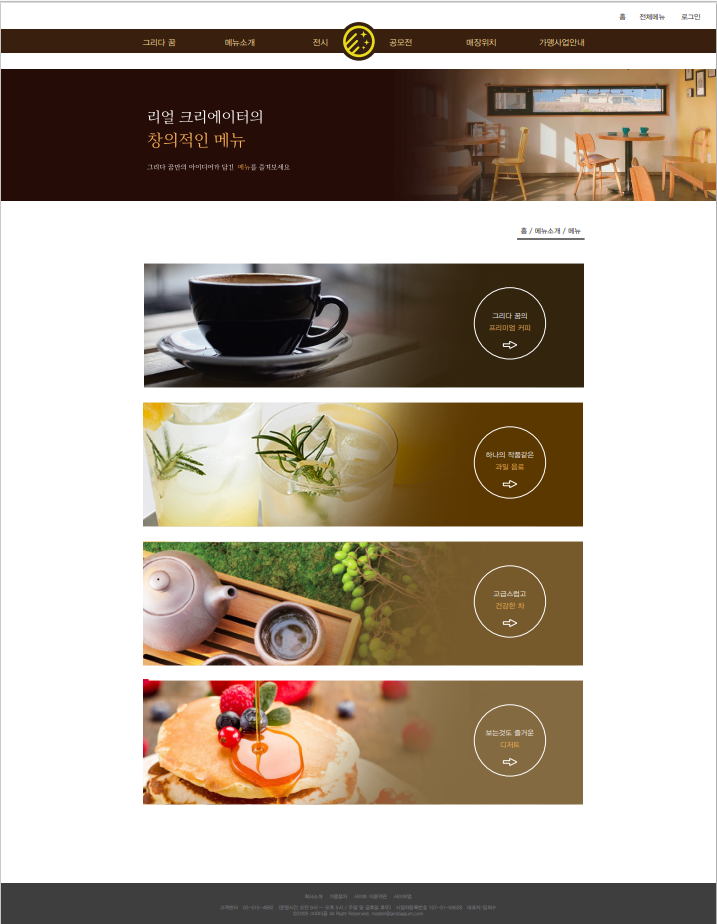 홈 전체메뉴 로그인
그리다 꿈 메뉴소개 전시 공모전 매장위치 가맹사업안내
리얼 크리에이터의
창의적인 메뉴
그리다 꿈만의 아이디어가 담긴 메뉴를 즐겨보세요
홈 / 메뉴소개 / 메뉴
그리다 꿈의
프리미엄 커피
하나의 작품같은
과일 음료
고급스럽고
건강한 차
보는것도 즐거운
디저트